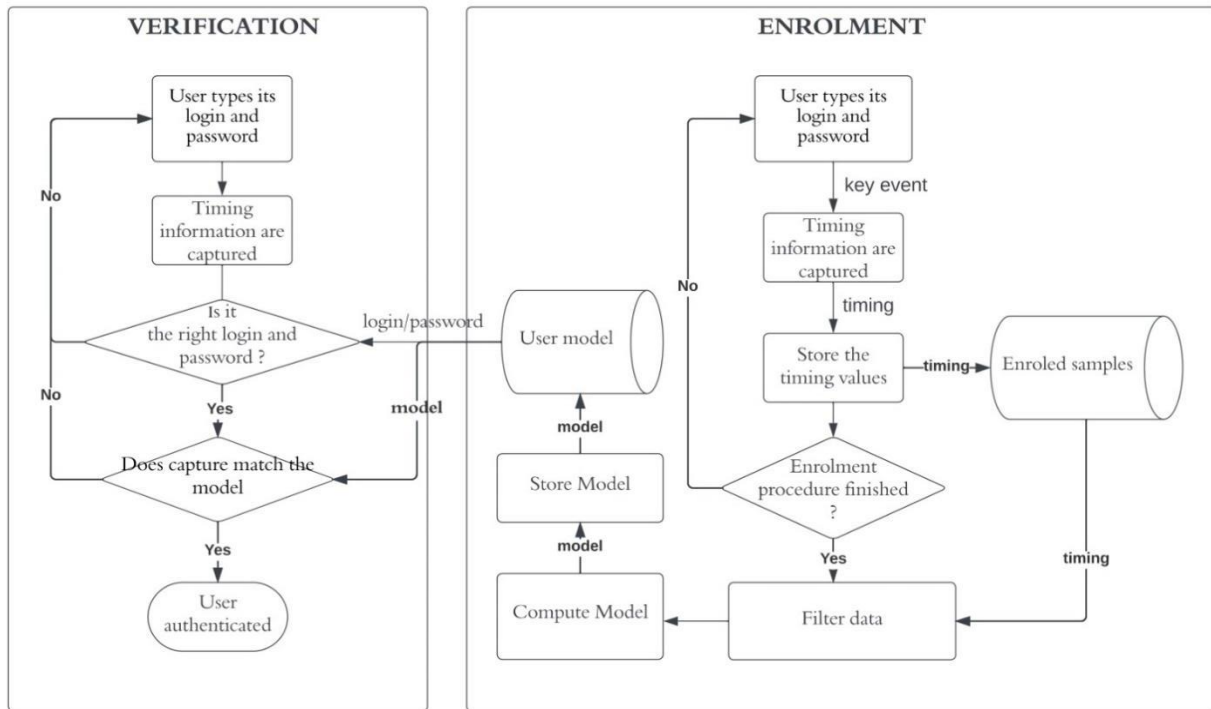 VERIFICATION
User types its
login and
password
No
Timing
information are
captured
Is it
the right login and
password ?
No
Yes
Does capture match the
model
Yes
User
authenticated
login/password
model
ENROLMENT
User types its
login and
password
key event
Timing
information are
captured
No
timing
Store the
timing values
timing
Enroled samples
Enrolment
procedure finished
?
Yes
timing
Filter data
Compute Model
model
Store Model
model
User model